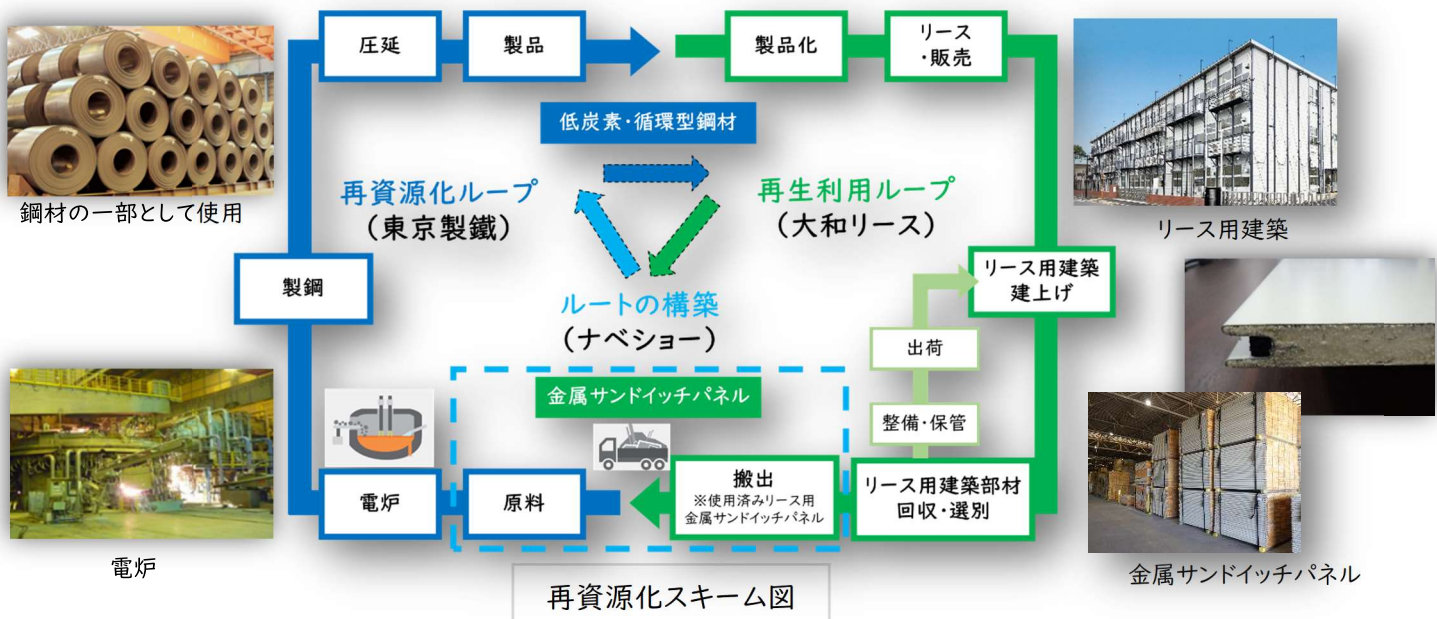 圧延
製品
製品化
リース
・販売
低炭素・循環型鋼材
再資源化ループ
(東京製鐵)
再生利用ループ
(大和リース)
鋼材の一部として使用
リース用建築
製鋼
リース用建築
建上げ
ルートの構築
(ナベショー)
出荷
金属サンドイッチパネル
整備・保管
電炉
原料
搬出
※使用済みリース用
金属サンドイッチパネル
リース用建築部材
回収・選別
電炉
金属サンドイッチパネル
再資源化スキーム図